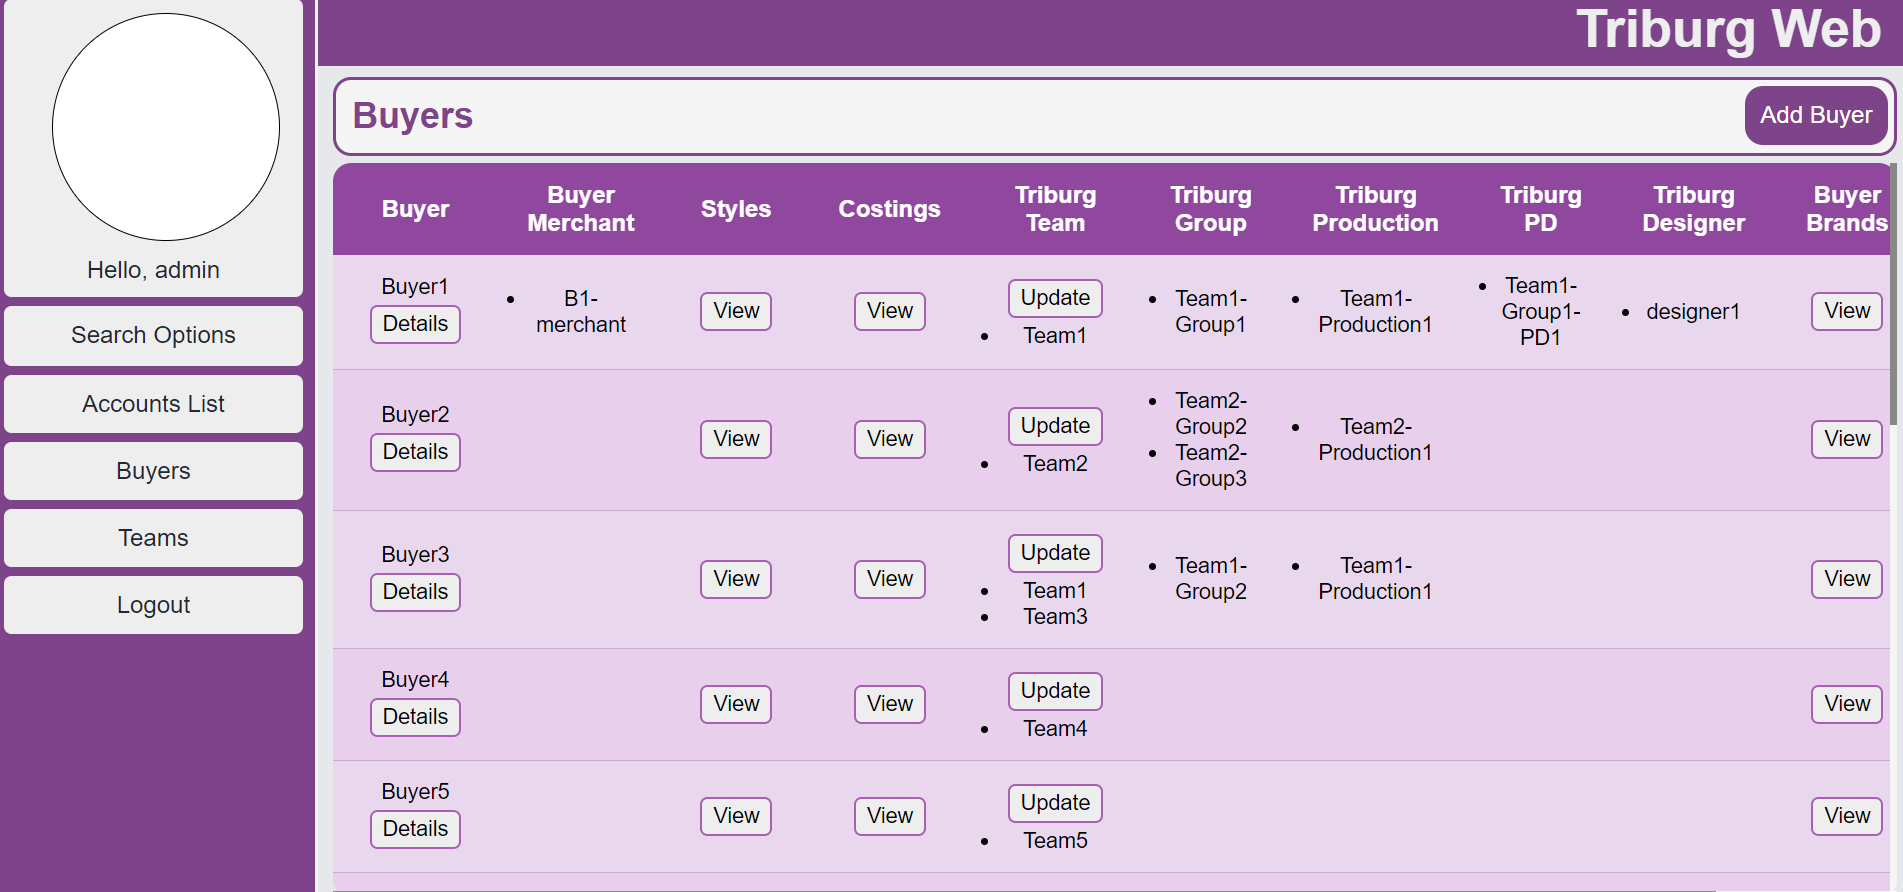 Triburg Web
Hello, admin
Search Options
Accounts List
Buyers
Teams
Logout
Buyers
Add Buyer
Buyer
Buyer
Merchant
Styles
Costings
Triburg
Team
Triburg
Group
Triburg
Production
Triburg
PD
Triburg
Designer
Buyer
Brands
Buyer1
Details
• B1-
merchant
View
View
Update
• Team1
• Team1-
Group1
• Team1-
Production1
• Team1-
Group1-
PD1
• designer1
View
Buyer2
Details
View
View
Update
• Team2
• Team2-
Group2
• Team2-
Group3
• Team2-
Production1
View
Buyer3
Details
View
View
Update
• Team1
• Team3
• Team1-
Group2
• Team1-
Production1
View
Buyer4
Details
View
View
Update
• Team4
View
Buyer5
Details
View
View
Update
• Team5
View